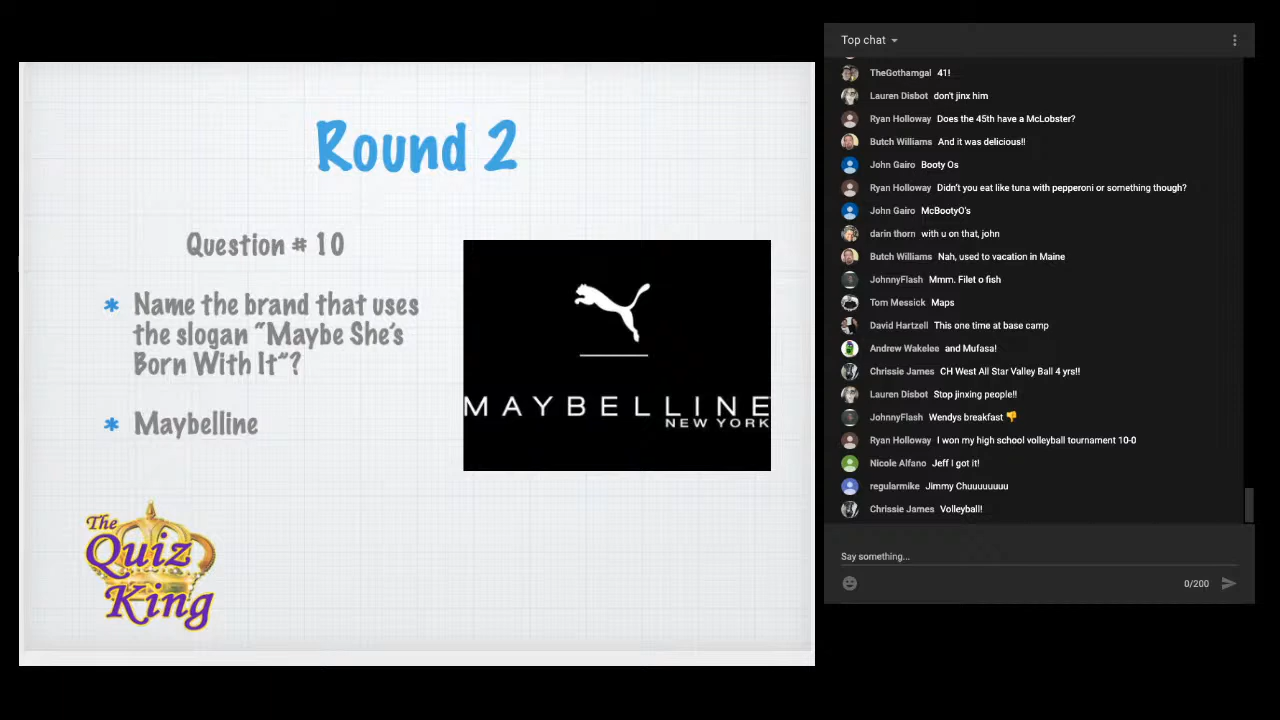 Round 2
Question # 10
Name the brand that uses
the slogan "Maybe She's
Born With It"?
Maybelline
MAYBELLINE
NEW YORK
The
Quiz
King
Top chat
TheGothamgal 41!
Lauren Disbot don't jinx him
Ryan Holloway Does the 45th have a McLobster?
Butch Williams And it was delicious!!
John Gairo Booty Os
Ryan Holloway Didn't you eat like tuna with pepperoni or something though?
John Gairo McBootyO's
darin thorn with u on that, john
Butch Williams Nah, used to vacation in Maine
JohnnyFlash Mmm. Filet o fish
Tom Messick Maps
David Hartzell This one time at base camp
Andrew Wakelee and Mufasa!
Chrissie James CH West All Star Valley Ball 4 yrs!!
Lauren Disbot Stop jinxing people!!
JohnnyFlash Wendys breakfast 👎
Ryan Holloway I won my high school volleyball tournament 10-0
Nicole Alfano Jeff I got it!
regularmike Jimmy Chuuuuuuuu
Chrissie James Volleyball!
Say something...
0/200